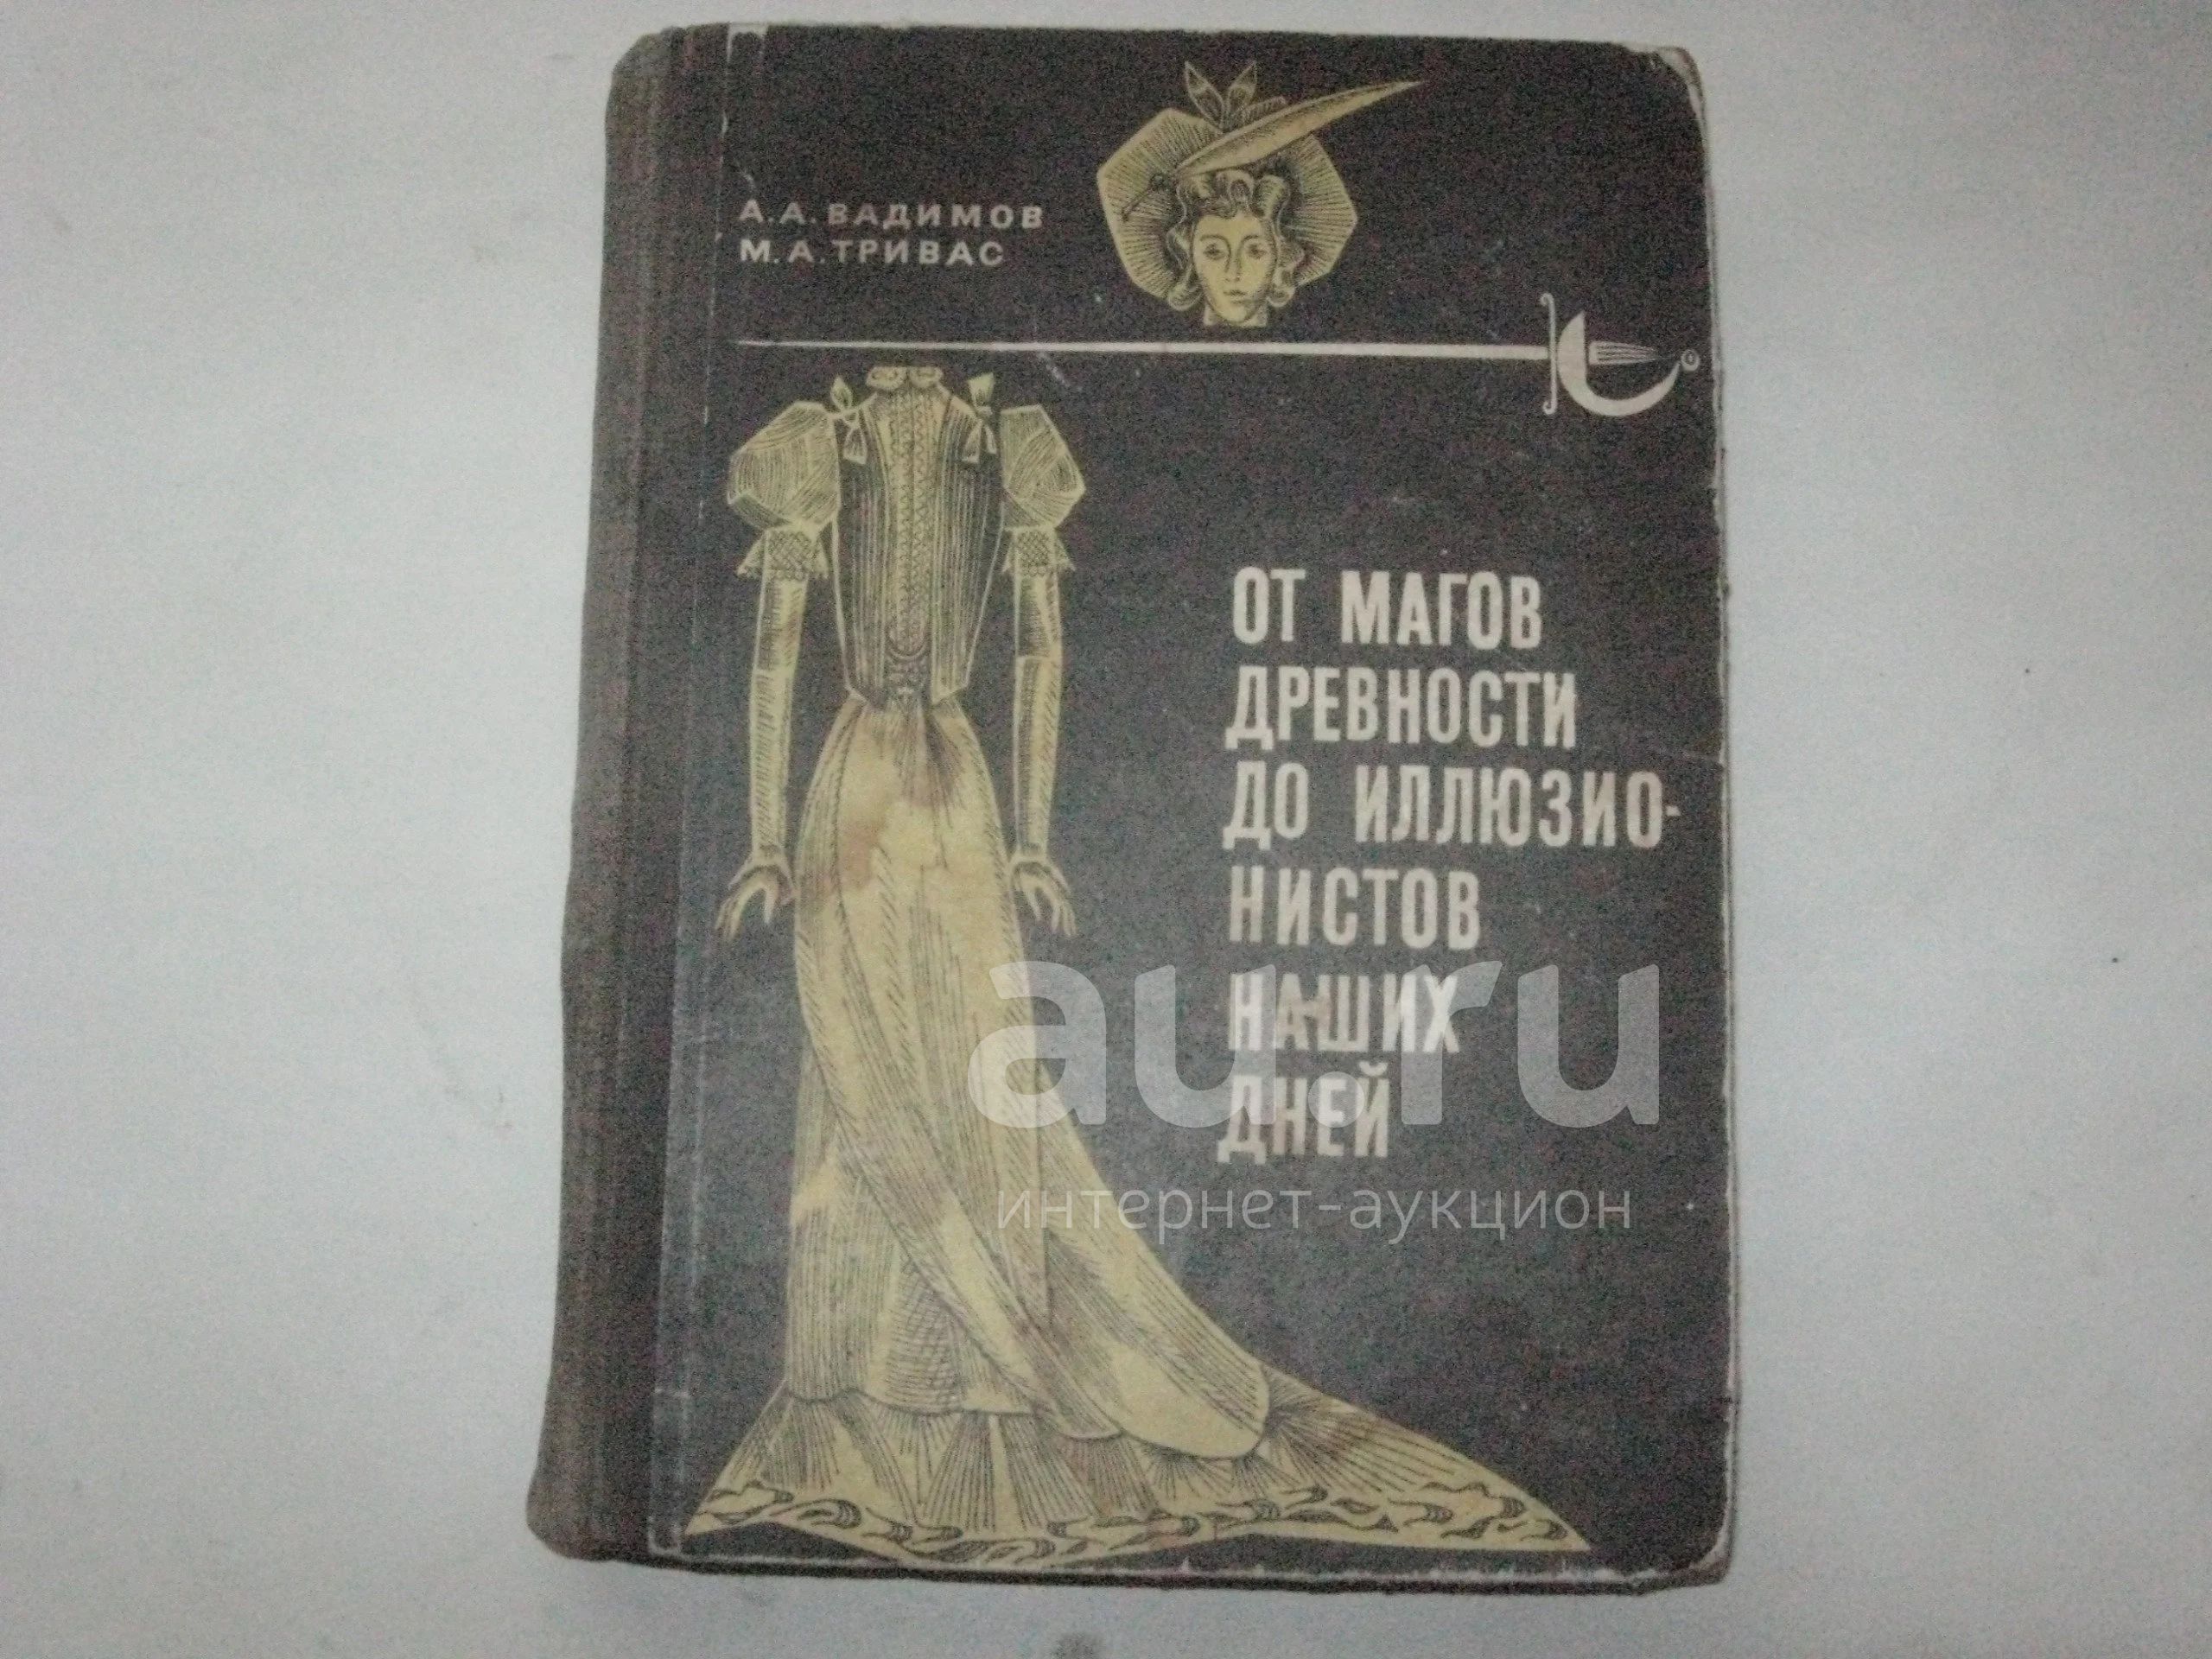 А.А.ВАДИМОВ
М.А.ТРИВАС
ОТ МАГОВ
ДРЕВНОСТИ
ДО ИЛЛЮЗИО-
НИСТОВ
НАШИХ
ДНЕЙ
au.ru
интернет-аукцион